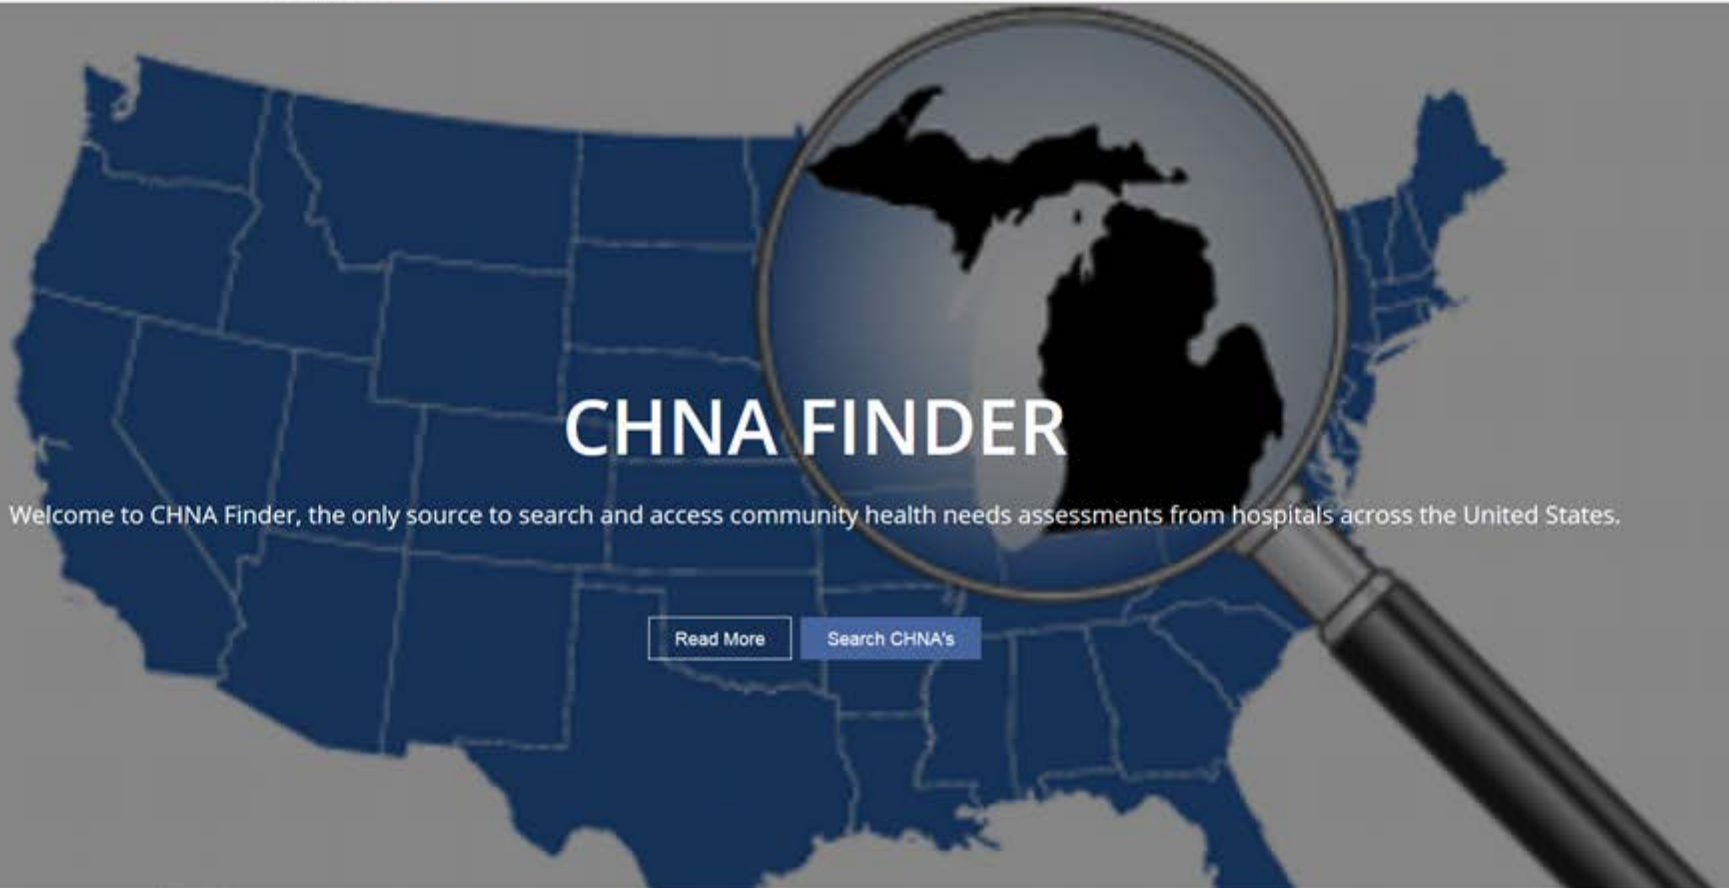 CHNA FINDER
Welcome to CHNA Finder, the only source to search and access community health needs assessments from hospitals across the United States.
Read More
Search CHNA's